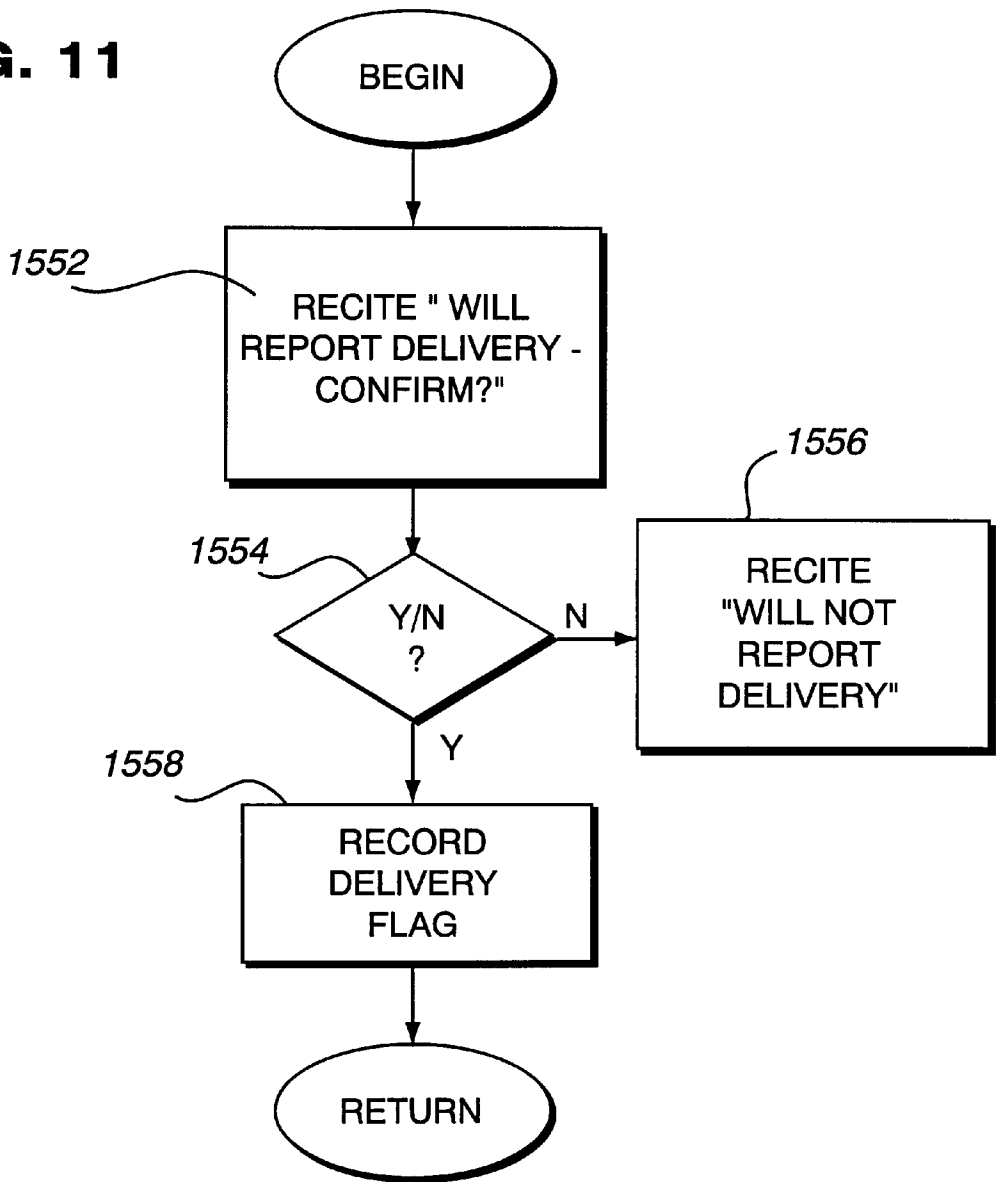 G. 11
BEGIN
1552
RECITE " WILL
REPORT DELIVERY -
CONFIRM?"
1556
1554
Y/N
?
N
RECITE
"WILL NOT
REPORT
DELIVERY"
Y
1558
RECORD
DELIVERY
FLAG
RETURN